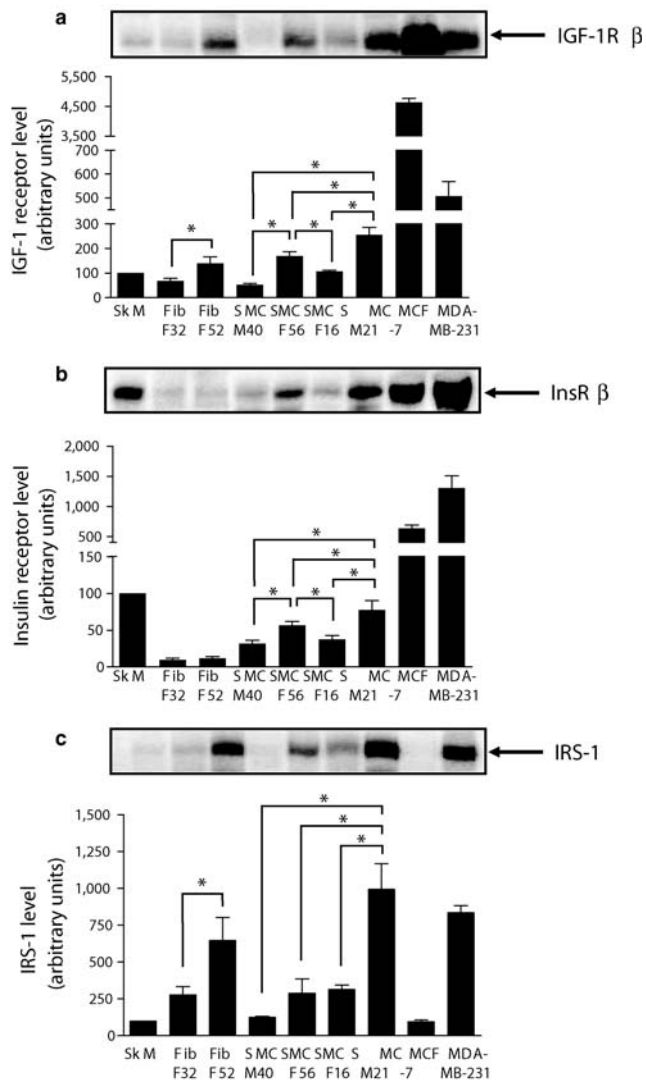 a
IGF-1R β
5,500
4,500
3,500
700
500
300
200
100
0
IGF-1 receptor level
(arbitrary units)
*
*
*
*
*
Sk M Fib Fib S MC SMC SMC S MC MCF MDA-
F32 F52 M40 F56 F16 M21 -7 MB-231
b
InsR β
2,000
1,500
1,000
500
150
100
50
0
Insulin receptor level
(arbitrary units)
*
*
*
*
*
Sk M Fib Fib S MC SMC SMC S MC MCF MDA-
F32 F52 M40 F56 F16 M21 -7 MB-231
c
IRS-1
1,500
1,250
1,000
750
500
250
0
IRS-1 level
(arbitrary units)
*
*
*
*
Sk M Fib Fib S MC SMC SMC S MC MCF MDA-
F32 F52 M40 F56 F16 M21 -7 MB-231